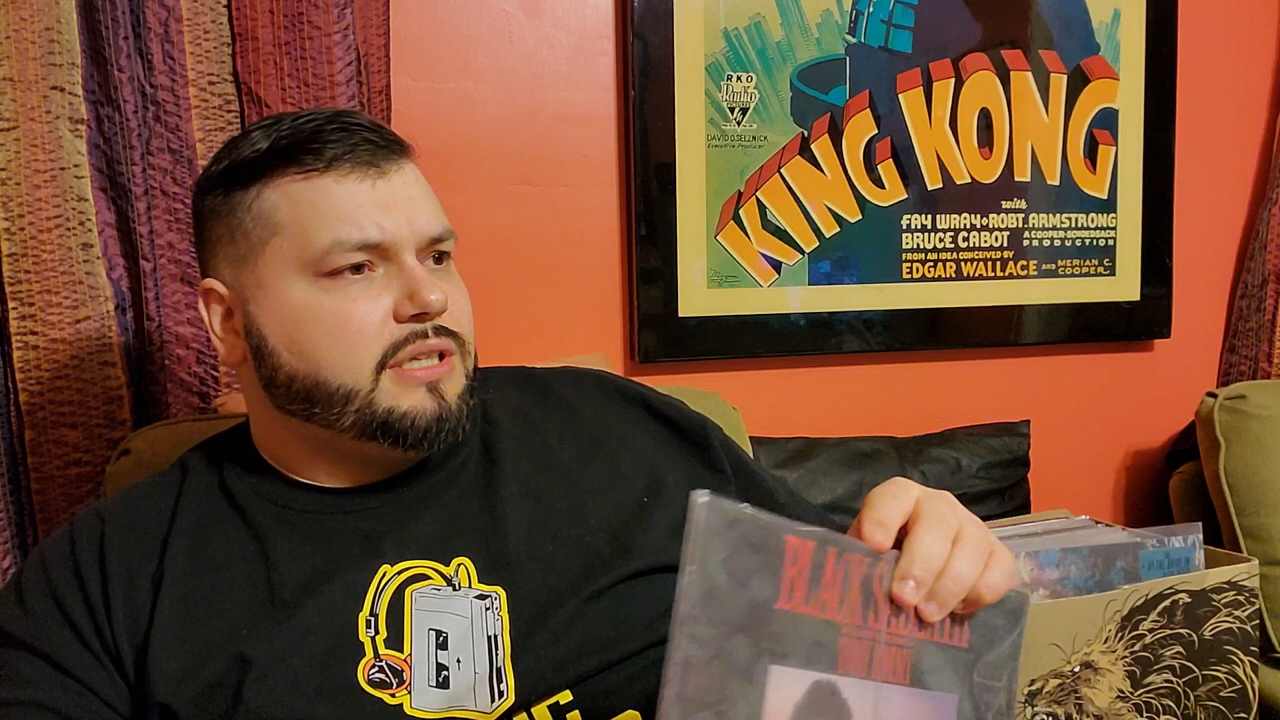 RKO
Radio
PICTURES
DAVID O. SELZNICK
Executive Producer
KING KONG
with
FAY WRAY • ROBT. ARMSTRONG
BRUCE CABOT A COOPER-SCHOEDSACK
PRODUCTION
FROM AN IDEA CONCEIVED BY
EDGAR WALLACE AND MERIAN C.
COOPER
BLACK SABBATH